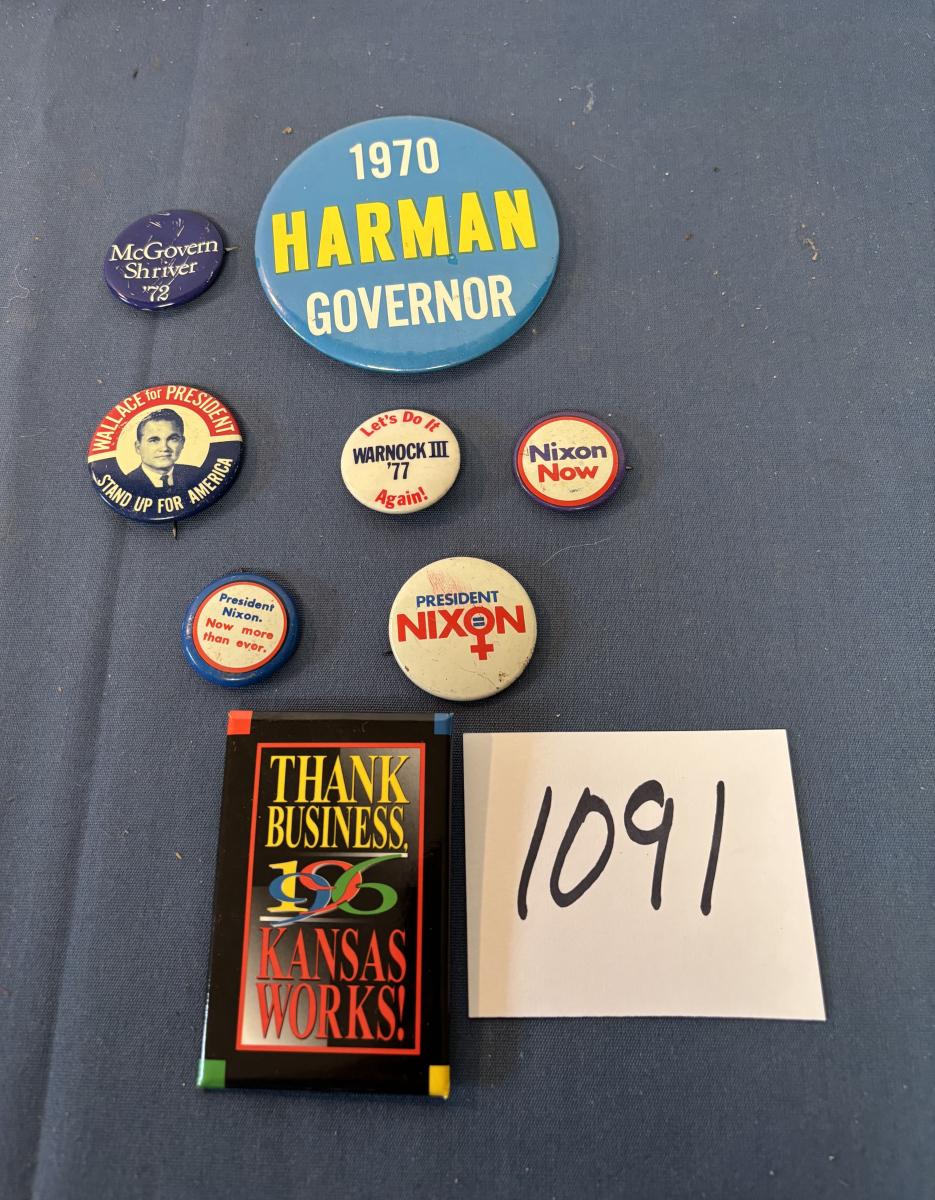 1970
HARMAN
GOVERNOR
McGovern
Shriver
'72
WALLACE for PRESIDENT
STAND UP FOR AMERICA
Let's Do It
WARNOCK III
'77
Again!
Nixon
Now
President
Nixon.
Now more
than ever.
PRESIDENT
NIXON
THANK
BUSINESS.
1996
KANSAS
WORKS!
1091